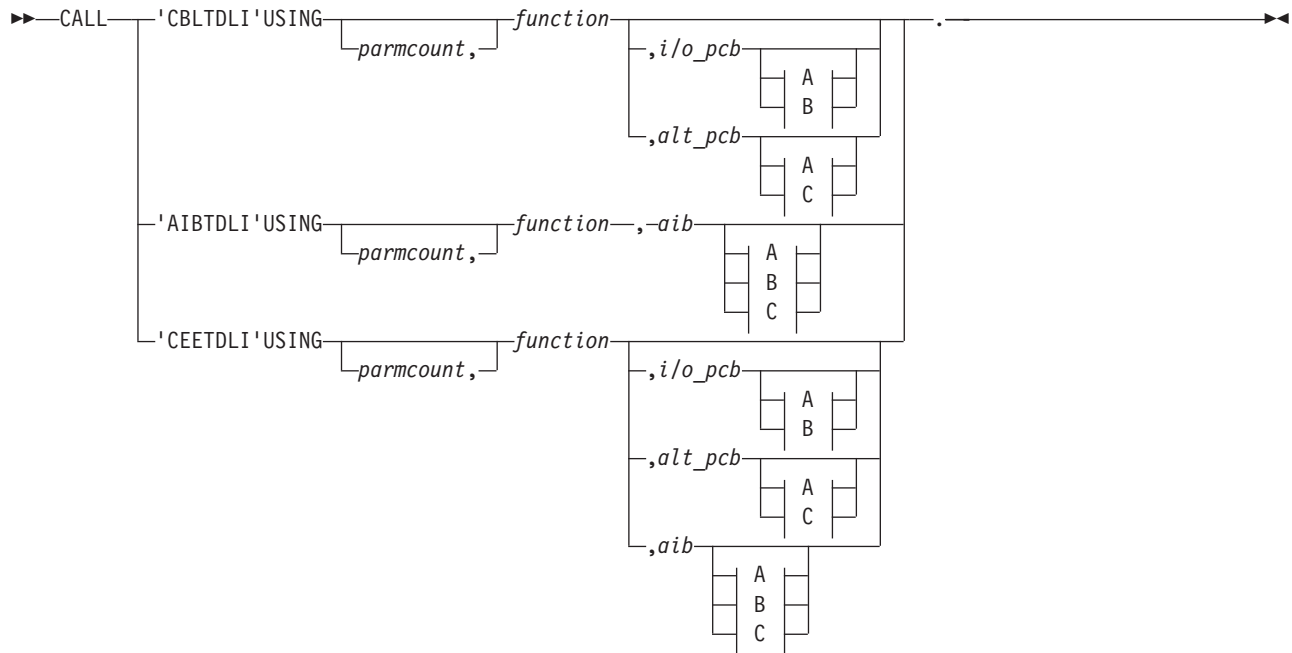 CALL 'CBLTDLI'USING parmcount, function .
,i/o_pcb
A
B
,alt_pcb
A
C
'AIBTDLI'USING parmcount, function , aib
A
B
C
'CEETDLI'USING parmcount, function
,i/o_pcb
A
B
,alt_pcb
A
C
,aib
A
B
C